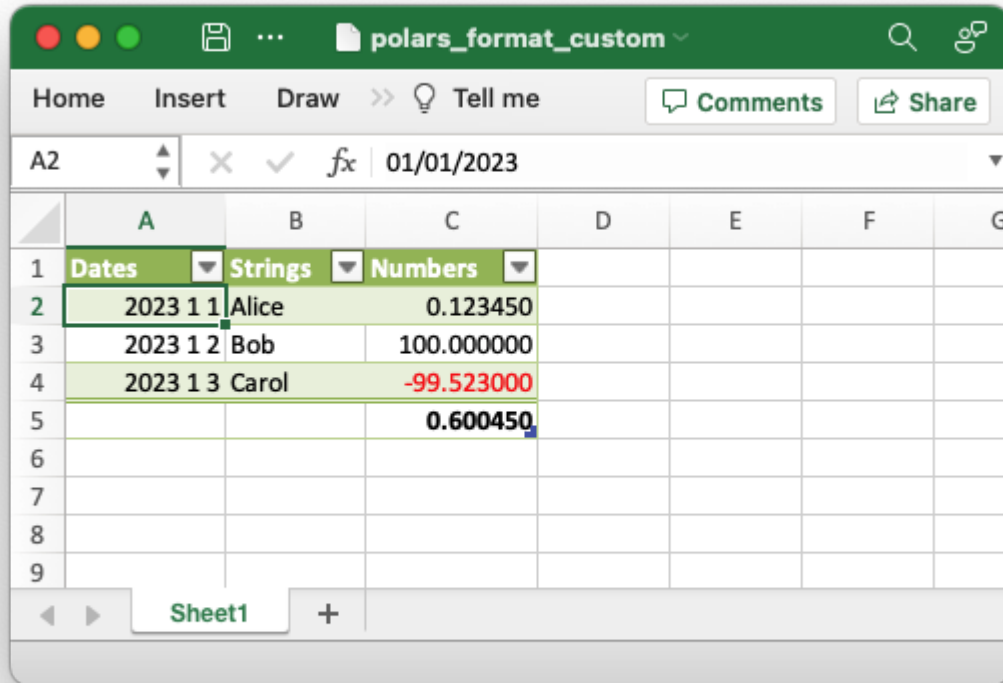 polars_format_custom
Home Insert Draw Tell me Comments Share
A2 fx 01/01/2023
A B C D E F G
1 Dates Strings Numbers
2 2023 1 1 Alice 0.123450
3 2023 1 2 Bob 100.000000
4 2023 1 3 Carol -99.523000
5 0.600450
6
7
8
9
Sheet1 +